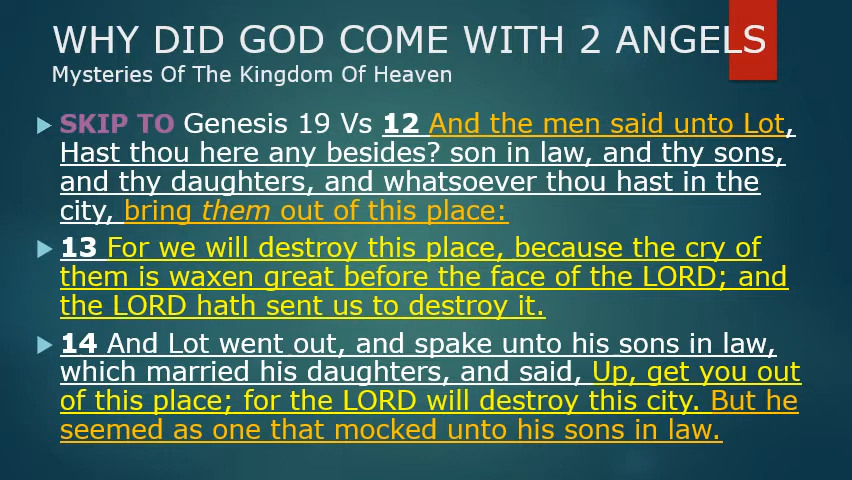 WHY DID GOD COME WITH 2 ANGELS
Mysteries Of The Kingdom Of Heaven
SKIP TO Genesis 19 Vs 12 And the men said unto Lot,
Hast thou here any besides? son in law, and thy sons,
and thy daughters, and whatsoever thou hast in the
city, bring them out of this place:
13 For we will destroy this place, because the cry of
them is waxen great before the face of the LORD; and
the LORD hath sent us to destroy it.
14 And Lot went out, and spake unto his sons in law,
which married his daughters, and said, Up, get you out
of this place; for the LORD will destroy this city. But he
seemed as one that mocked unto his sons in law.